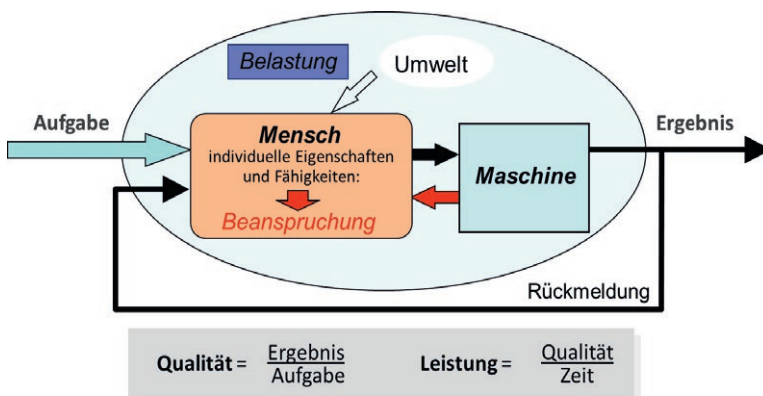 Belastung
Umwelt
Aufgabe
Ergebnis
Mensch
individuelle Eigenschaften
und Fähigkeiten:
Beanspruchung
Maschine
Rückmeldung
Qualität = Ergebnis / Aufgabe
Leistung = Qualität / Zeit